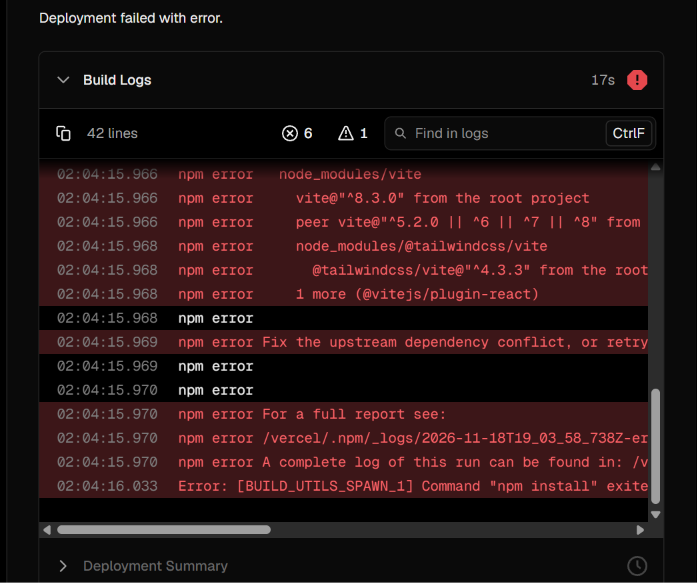 Deployment failed with error.
Build Logs 17s
42 lines 6 1 Find in logs CtrlF
02:04:15.966 npm error node_modules/vite
02:04:15.966 npm error vite@"^8.3.0" from the root project
02:04:15.966 npm error peer vite@"^5.2.0 || ^6 || ^7 || ^8" from
02:04:15.968 npm error node_modules/@tailwindcss/vite
02:04:15.968 npm error @tailwindcss/vite@"^4.3.3" from the root
02:04:15.968 npm error 1 more (@vitejs/plugin-react)
02:04:15.968 npm error
02:04:15.969 npm error Fix the upstream dependency conflict, or retry
02:04:15.969 npm error
02:04:15.970 npm error
02:04:15.970 npm error For a full report see:
02:04:15.970 npm error /vercel/.npm/_logs/2026-11-18T19_03_58_738Z-er
02:04:15.970 npm error A complete log of this run can be found in: /v
02:04:16.033 Error: [BUILD_UTILS_SPAWN_1] Command "npm install" exite
Deployment Summary